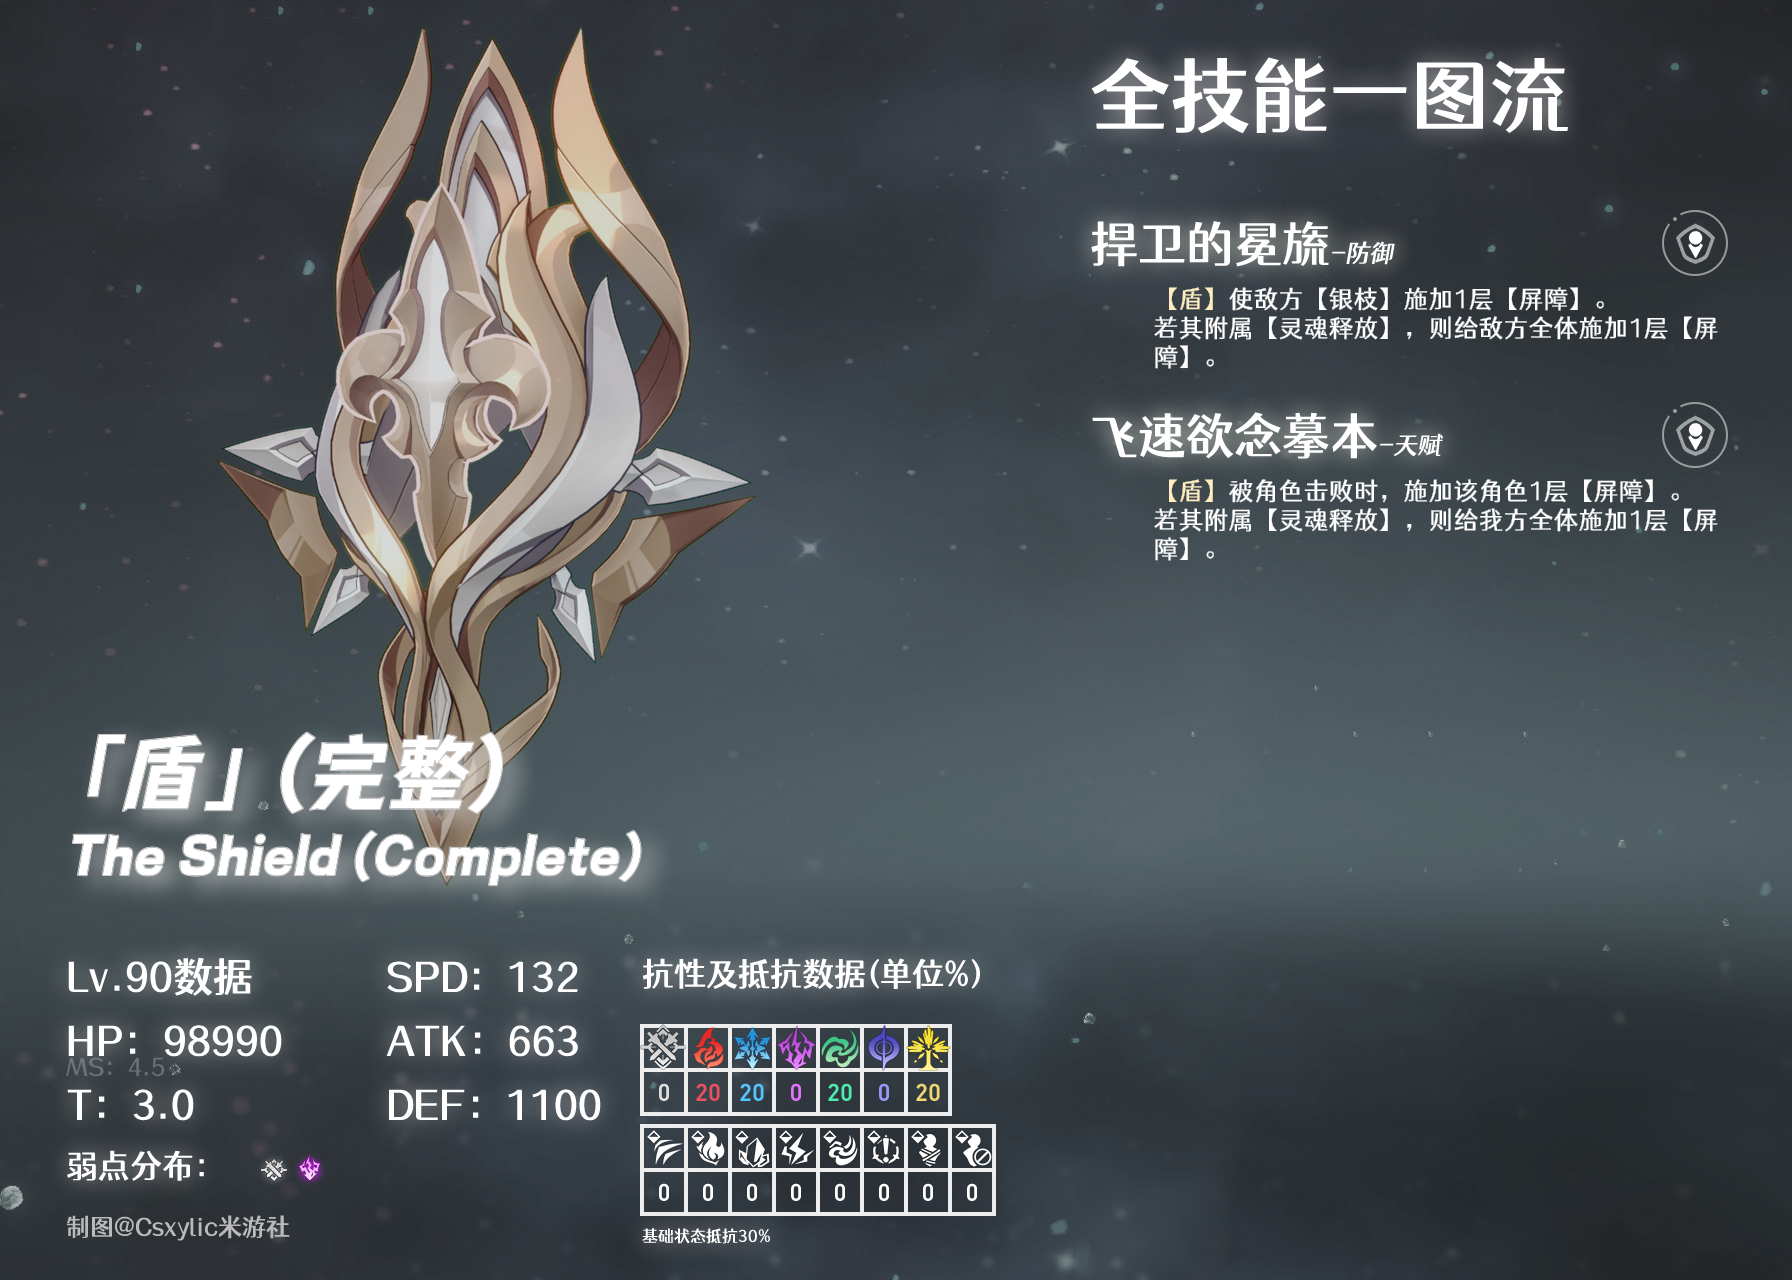 全技能一图流
捍卫的冕旒-防御
【盾】使敌方【银枝】施加1层【屏障】。
若其附属【灵魂释放】，则给敌方全体施加1层【屏
障】。
飞速欲念摹本-天赋
【盾】被角色击败时，施加该角色1层【屏障】。
若其附属【灵魂释放】，则给我方全体施加1层【屏
障】。
「盾」(完整)
The Shield (Complete)
Lv.90数据
SPD: 132
HP: 98990
ATK: 663
MS: 4.5
T: 3.0
DEF: 1100
弱点分布:
制图@Csxylic米游社
抗性及抵抗数据(单位%)
0 20 20 0 20 0 20
0 0 0 0 0 0 0 0
基础状态抵抗30%